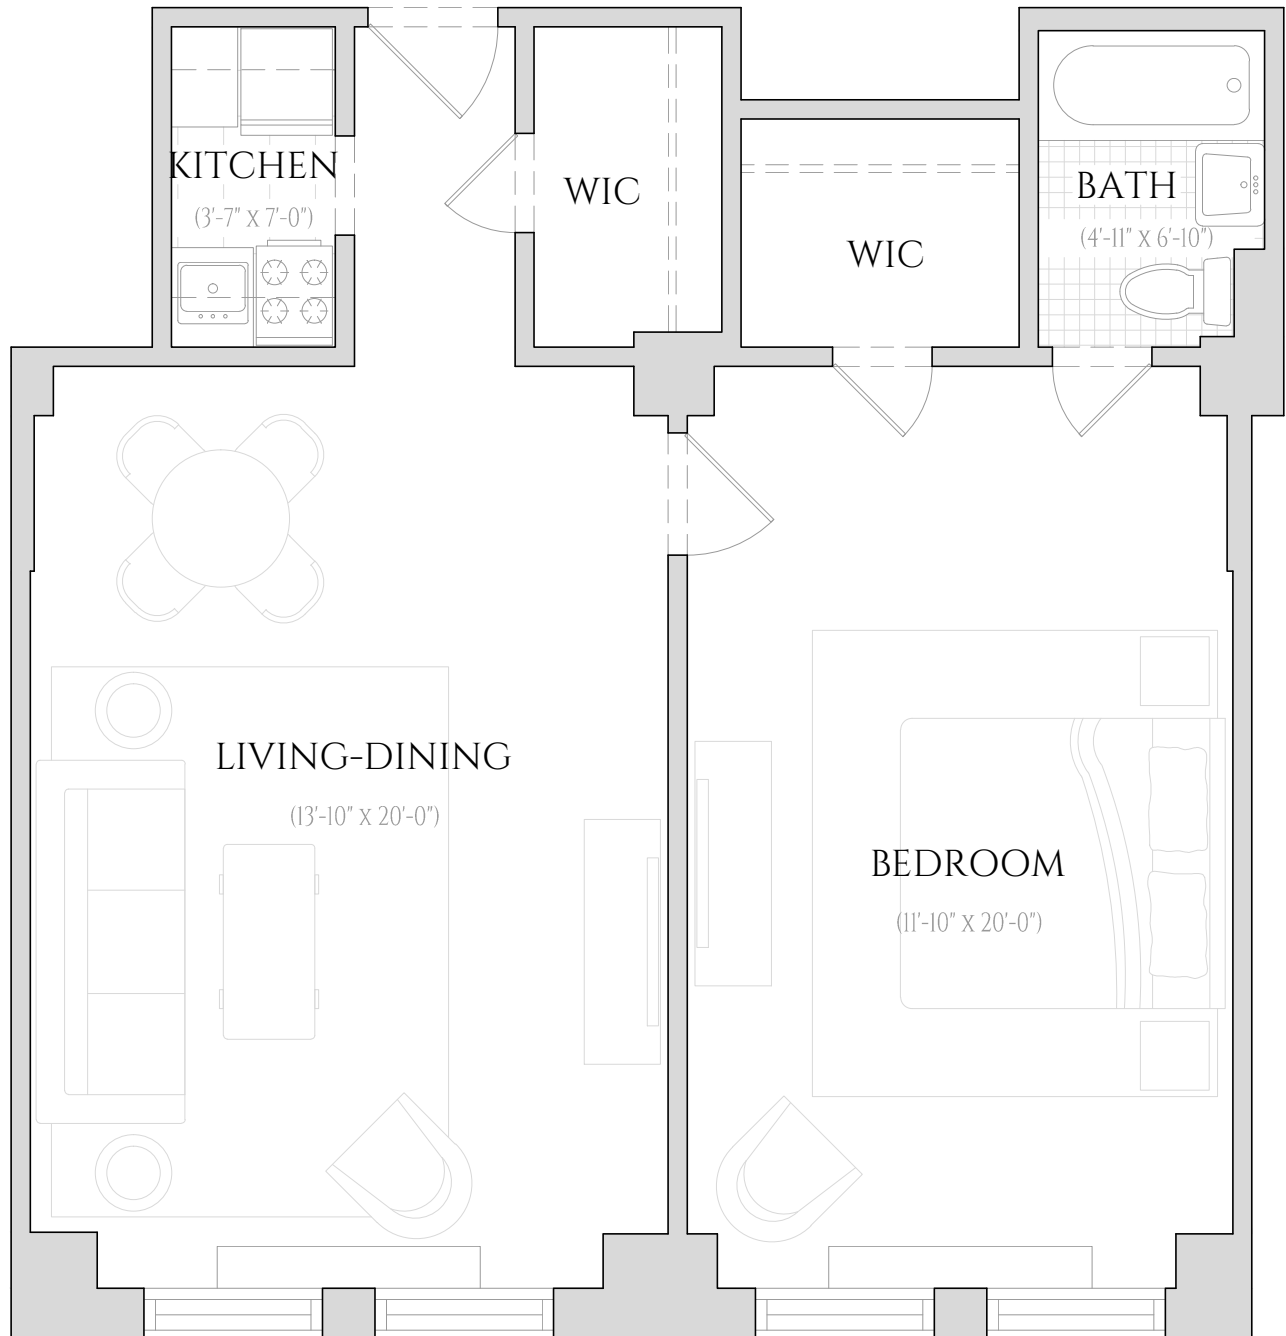 KITCHEN
(3'-7" X 7'-0")
WIC
WIC
BATH
(4'-11" X 6'-10")
LIVING-DINING
(13'-10" X 20'-0")
BEDROOM
(11'-10" X 20'-0")